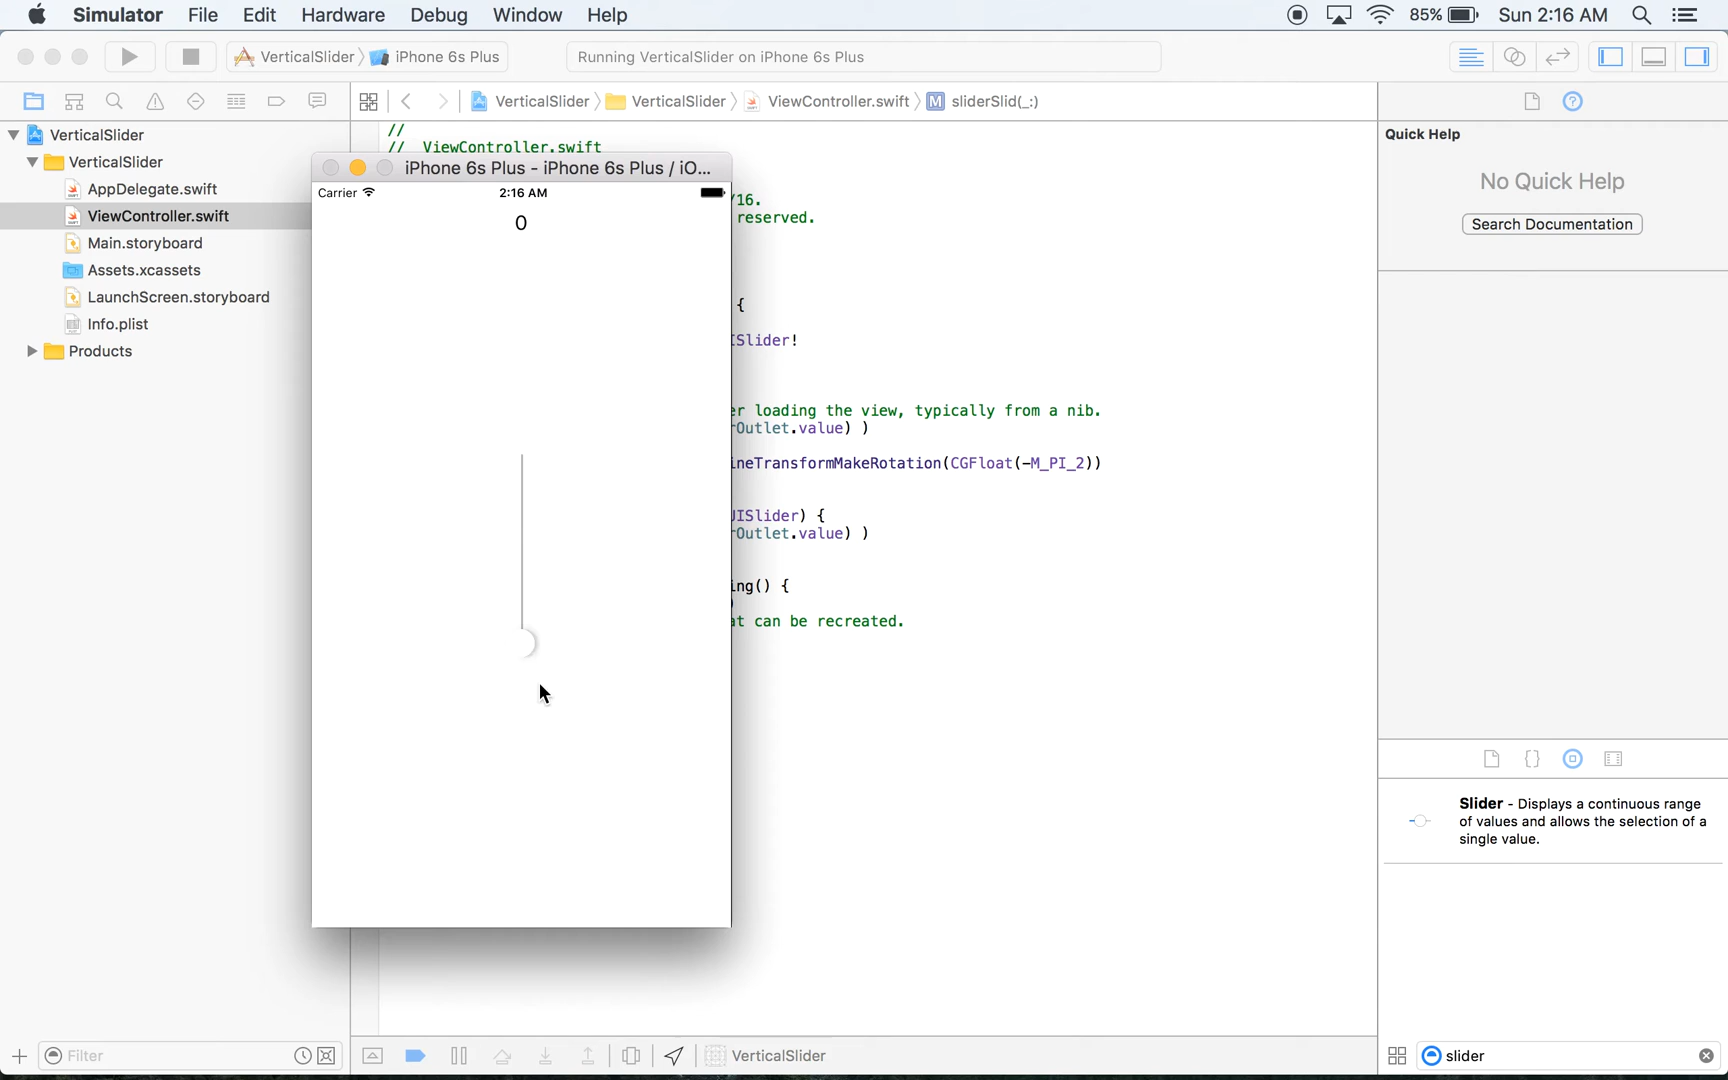 Simulator File Edit Hardware Debug Window Help 85% Sun 2:16 AM
VerticalSlider iPhone 6s Plus Running VerticalSlider on iPhone 6s Plus
VerticalSlider VerticalSlider ViewController.swift M sliderSlid(_:)
VerticalSlider
VerticalSlider
AppDelegate.swift
ViewController.swift
Main.storyboard
Assets.xcassets
LaunchScreen.storyboard
Info.plist
Products
//
// ViewController.swift
iPhone 6s Plus - iPhone 6s Plus / iO...
Carrier 2:16 AM
0
/16.
reserved.
{
ISlider!
er loading the view, typically from a nib.
rOutlet.value) )
ineTransformMakeRotation(CGFloat(-M_PI_2))
UISlider) {
rOutlet.value) )
ing() {
at can be recreated.
Quick Help
No Quick Help
Search Documentation
{}
Slider - Displays a continuous range
of values and allows the selection of a
single value.
Filter
VerticalSlider
slider